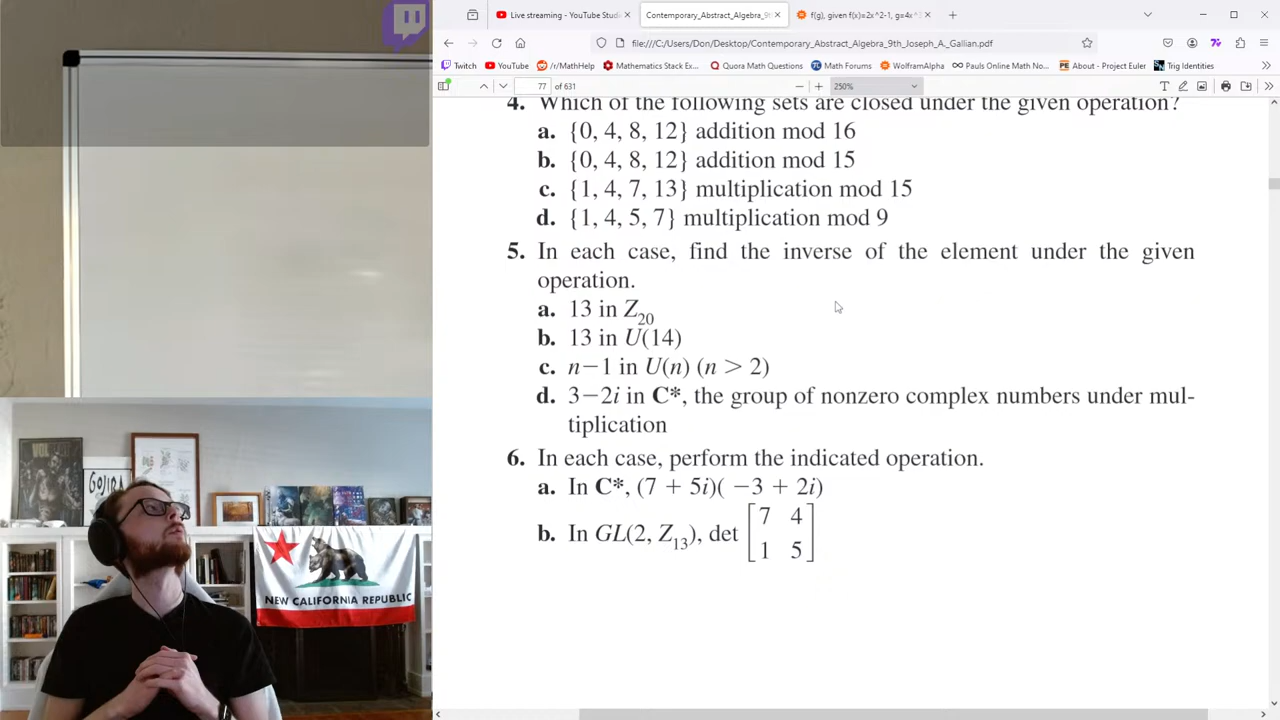 Live streaming - YouTube Studi
Contemporary_Abstract_Algebra_9
f(g), given f(x)=2x^2-1, g=4x^
file:///C:/Users/Don/Desktop/Contemporary_Abstract_Algebra_9th_Joseph_A._Gallian.pdf
Twitch YouTube /r/MathHelp Mathematics Stack Ex... Quora Math Questions Math Forums WolframAlpha Pauls Online Math No... About - Project Euler Trig Identities
77 of 631
250%
4. Which of the following sets are closed under the given operation?
a. {0, 4, 8, 12} addition mod 16
b. {0, 4, 8, 12} addition mod 15
c. {1, 4, 7, 13} multiplication mod 15
d. {1, 4, 5, 7} multiplication mod 9
5. In each case, find the inverse of the element under the given
operation.
a. 13 in Z20
b. 13 in U(14)
c. n−1 in U(n) (n > 2)
d. 3−2i in C*, the group of nonzero complex numbers under mul-
tiplication
6. In each case, perform the indicated operation.
a. In C*, (7 + 5i)( −3 + 2i)
b. In GL(2, Z13), det [7 4
1 5]
GOJIRA
NEW CALIFORNIA REPUBLIC